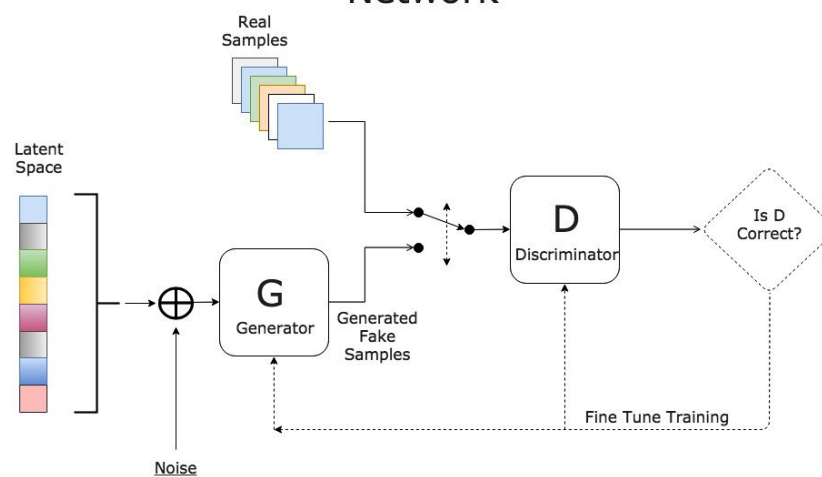 Network
Real
Samples
Latent
Space
D
Discriminator
Is D
Correct?
G
Generator
Generated
Fake
Samples
Fine Tune Training
Noise